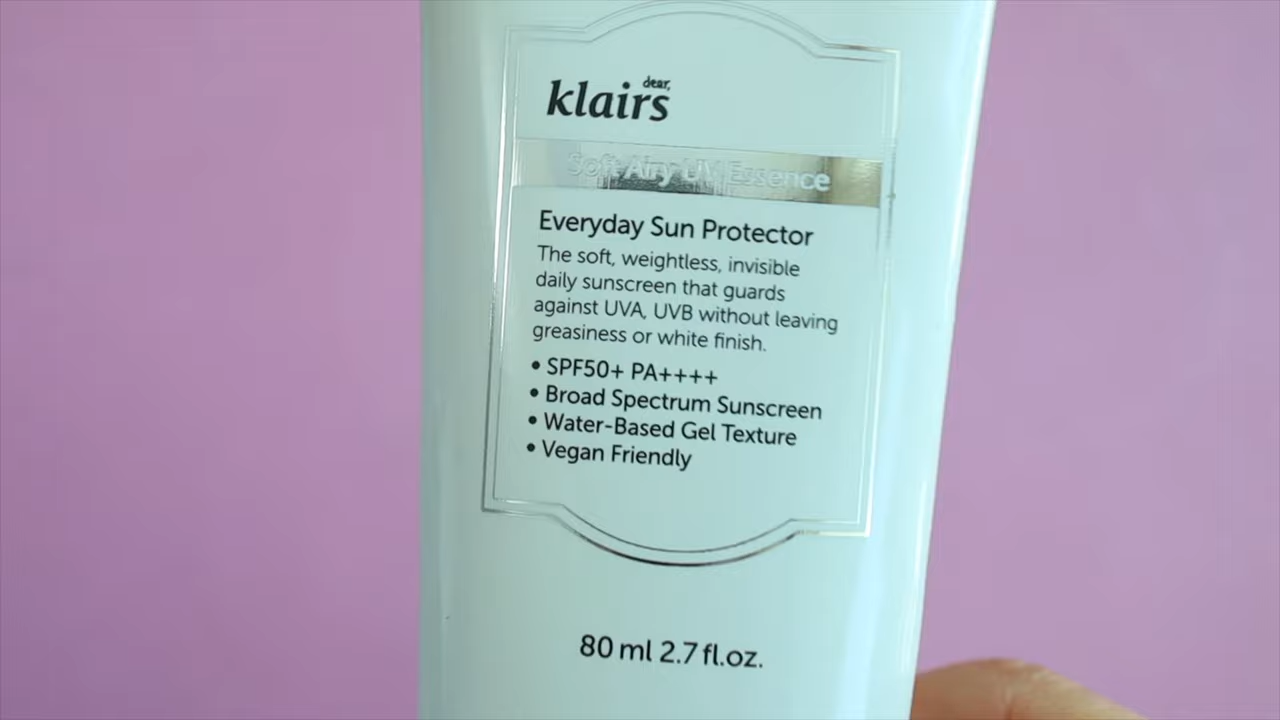 dear,
klairs
Soft Airy UV Essence
Everyday Sun Protector
The soft, weightless, invisible
daily sunscreen that guards
against UVA, UVB without leaving
greasiness or white finish.
• SPF50+ PA++++
• Broad Spectrum Sunscreen
• Water-Based Gel Texture
• Vegan Friendly
80 ml 2.7 fl.oz.